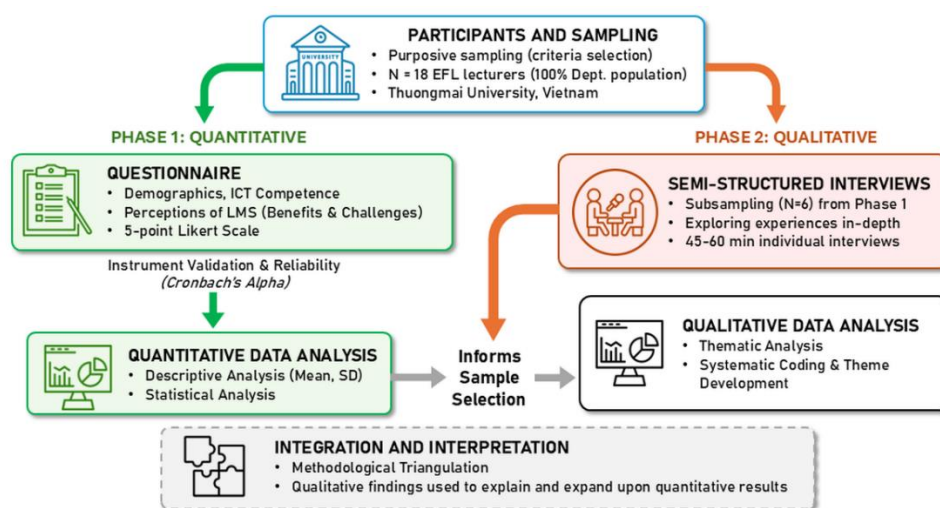 PARTICIPANTS AND SAMPLING
UNIVERSITY
• Purposive sampling (criteria selection)
• N = 18 EFL lecturers (100% Dept. population)
• Thuongmai University, Vietnam
PHASE 1: QUANTITATIVE
QUESTIONNAIRE
• Demographics, ICT Competence
• Perceptions of LMS (Benefits & Challenges)
• 5-point Likert Scale
Instrument Validation & Reliability
(Cronbach's Alpha)
QUANTITATIVE DATA ANALYSIS
• Descriptive Analysis (Mean, SD)
• Statistical Analysis
PHASE 2: QUALITATIVE
SEMI-STRUCTURED INTERVIEWS
• Subsampling (N=6) from Phase 1
• Exploring experiences in-depth
• 45-60 min individual interviews
Informs
Sample
Selection
QUALITATIVE DATA ANALYSIS
• Thematic Analysis
• Systematic Coding & Theme
Development
INTEGRATION AND INTERPRETATION
• Methodological Triangulation
• Qualitative findings used to explain and expand upon quantitative results